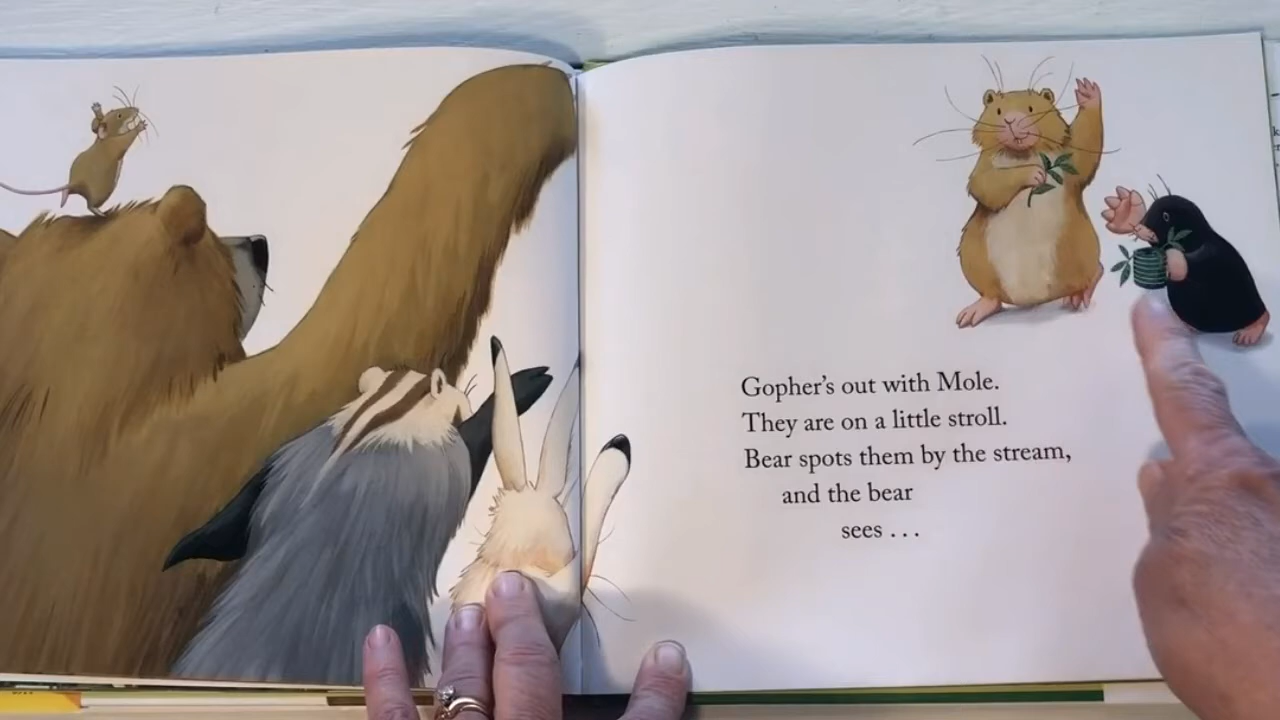 Gopher's out with Mole.
They are on a little stroll.
Bear spots them by the stream,
and the bear
sees . . .